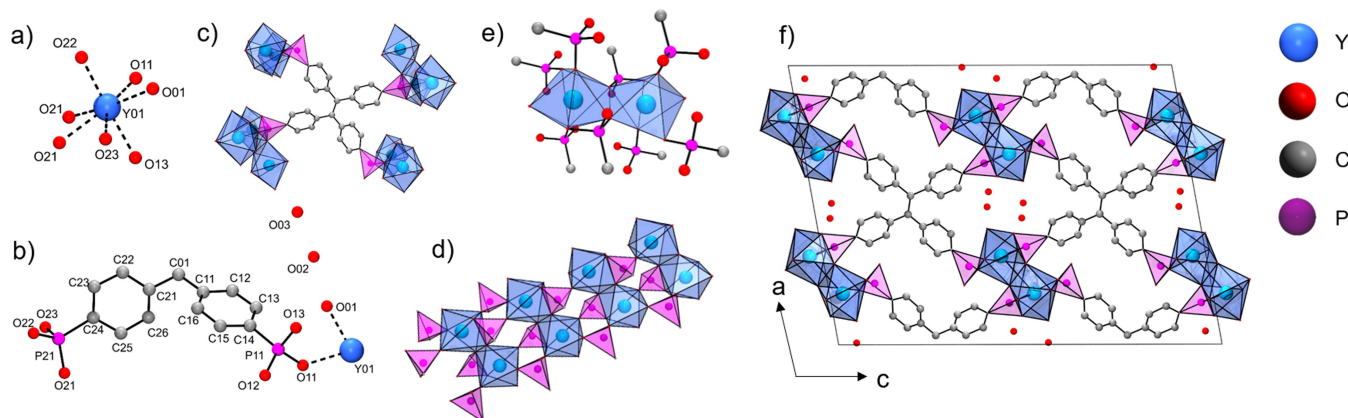 a)
O22
O11
O01
O21
Y01
O21
O23
O13
b)
O03
O02
C01
C22
C11
C12
C23
C13
C21
O01
O23
C16
O13
O22
C24
C26
C15
C14
C25
P21
P11
Y01
O21
O12
O11
c)
d)
e)
f)
a
c
Y
O
C
P